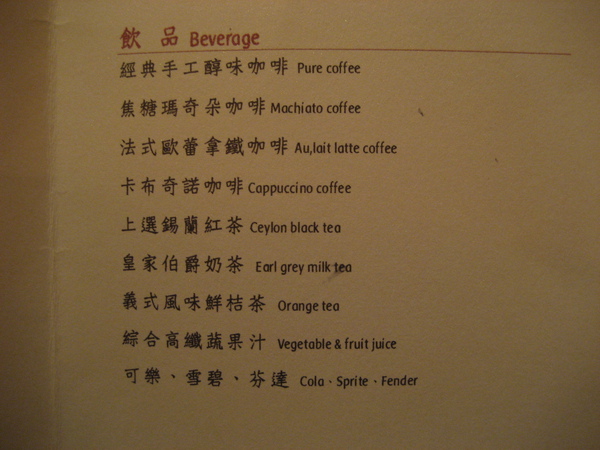 飲品 Beverage
經典手工醇味咖啡 Pure coffee
焦糖瑪奇朵咖啡 Machiato coffee
法式歐蕾拿鐵咖啡 Au,lait latte coffee
卡布奇諾咖啡 Cappuccino coffee
上選錫蘭紅茶 Ceylon black tea
皇家伯爵奶茶 Earl grey milk tea
義式風味鮮桔茶 Orange tea
綜合高纖蔬果汁 Vegetable & fruit juice
可樂、雪碧、芬達 Cola、Sprite、Fender